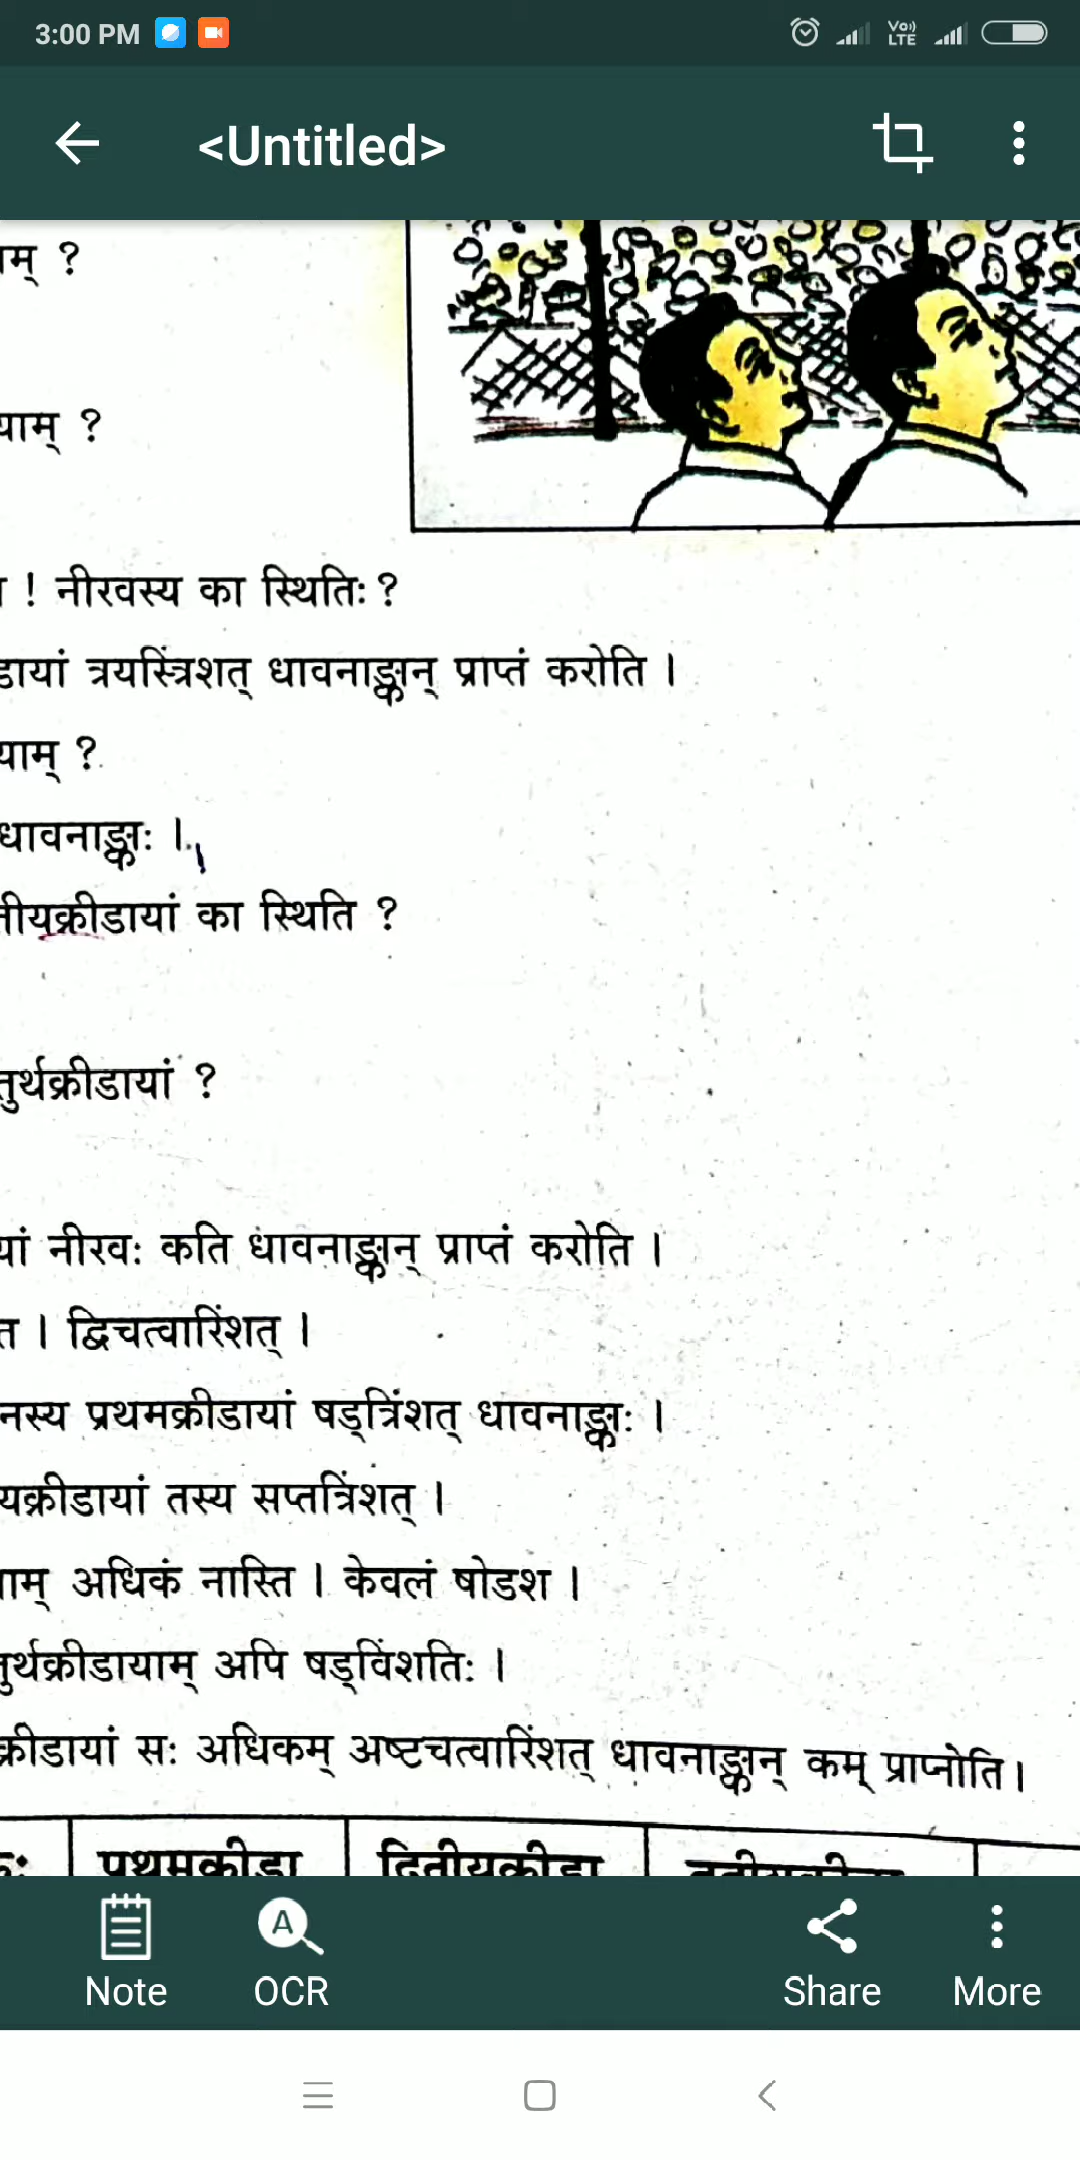 3:00 PM
Vo)) LTE
<Untitled>
म् ?
याम् ?
! नीरवस्य का स्थितिः ?
डायां त्रयस्त्रिंशत् धावनाङ्कान् प्राप्तं करोति ।
याम् ?
धावनाङ्काः ।
तीयक्रीडायां का स्थिति ?
तुर्थक्रीडायां ?
यां नीरवः कति धावनाङ्कान् प्राप्तं करोति ।
त । द्विचत्वारिंशत् ।
नस्य प्रथमक्रीडायां षड्त्रिंशत् धावनाङ्काः ।
यक्रीडायां तस्य सप्तत्रिंशत् ।
ाम् अधिकं नास्ति । केवलं षोडश ।
तुर्थक्रीडायाम् अपि षड्विंशतिः ।
क्रीडायां सः अधिकम् अष्टचत्वारिंशत् धावनाङ्कान् कम् प्राप्नोति ।
प्रथमक्रीडा द्वितीयक्रीडा
Note OCR Share More